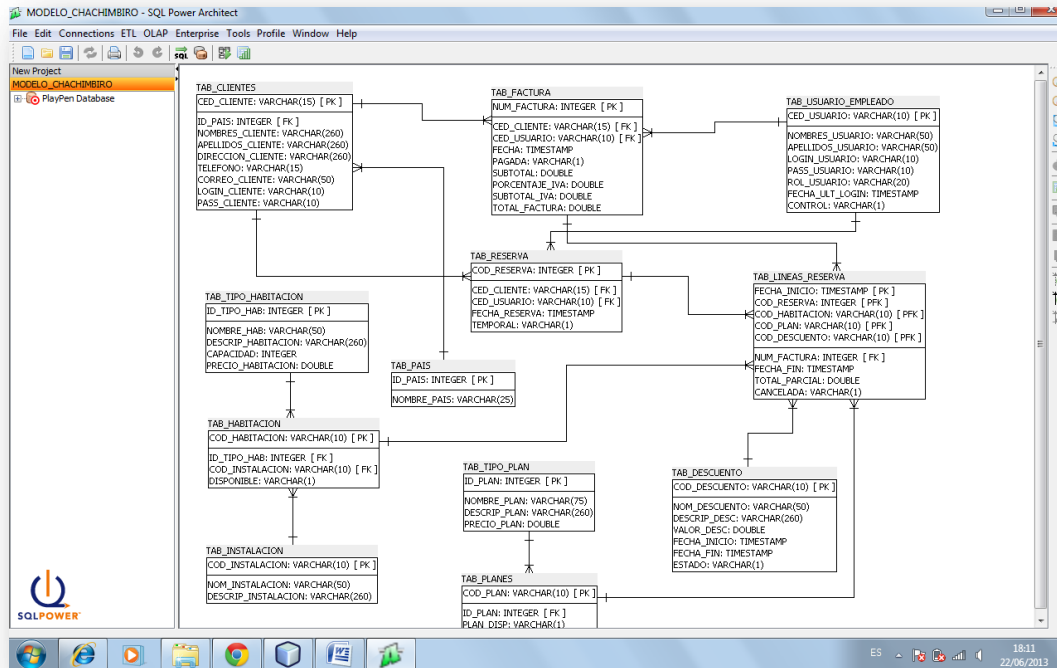 MODELO_CHACHIMBIRO - SQL Power Architect
File Edit Connections ETL OLAP Enterprise Tools Profile Window Help
SQL
New Project
MODELO_CHACHIMBIRO
PlayPen Database
TAB_CLIENTES
CED_CLIENTE: VARCHAR(15) [ PK ]
ID_PAIS: INTEGER [ FK ]
NOMBRES_CLIENTE: VARCHAR(260)
APELLIDOS_CLIENTE: VARCHAR(260)
DIRECCION_CLIENTE: VARCHAR(260)
TELEFONO: VARCHAR(15)
CORREO_CLIENTE: VARCHAR(50)
LOGIN_CLIENTE: VARCHAR(10)
PASS_CLIENTE: VARCHAR(10)
TAB_FACTURA
NUM_FACTURA: INTEGER [ PK ]
CED_CLIENTE: VARCHAR(15) [ FK ]
CED_USUARIO: VARCHAR(10) [ FK ]
FECHA: TIMESTAMP
PAGADA: VARCHAR(1)
SUBTOTAL: DOUBLE
PORCENTAJE_IVA: DOUBLE
SUBTOTAL_IVA: DOUBLE
TOTAL_FACTURA: DOUBLE
TAB_USUARIO_EMPLEADO
CED_USUARIO: VARCHAR(10) [ PK ]
NOMBRES_USUARIO: VARCHAR(50)
APELLIDOS_USUARIO: VARCHAR(50)
LOGIN_USUARIO: VARCHAR(10)
PASS_USUARIO: VARCHAR(10)
ROL_USUARIO: VARCHAR(20)
FECHA_ULT_LOGIN: TIMESTAMP
CONTROL: VARCHAR(1)
TAB_RESERVA
COD_RESERVA: INTEGER [ PK ]
CED_CLIENTE: VARCHAR(15) [ FK ]
CED_USUARIO: VARCHAR(10) [ FK ]
FECHA_RESERVA: TIMESTAMP
TEMPORAL: VARCHAR(1)
TAB_LINEAS_RESERVA
FECHA_INICIO: TIMESTAMP [ PK ]
COD_RESERVA: INTEGER [ PFK ]
COD_HABITACION: VARCHAR(10) [ PFK ]
COD_PLAN: VARCHAR(10) [ PFK ]
COD_DESCUENTO: VARCHAR(10) [ PFK ]
NUM_FACTURA: INTEGER [ FK ]
FECHA_FIN: TIMESTAMP
TOTAL_PARCIAL: DOUBLE
CANCELADA: VARCHAR(1)
TAB_TIPO_HABITACION
ID_TIPO_HAB: INTEGER [ PK ]
NOMBRE_HAB: VARCHAR(50)
DESCRIP_HABITACION: VARCHAR(260)
CAPACIDAD: INTEGER
PRECIO_HABITACION: DOUBLE
TAB_PAIS
ID_PAIS: INTEGER [ PK ]
NOMBRE_PAIS: VARCHAR(25)
TAB_HABITACION
COD_HABITACION: VARCHAR(10) [ PK ]
ID_TIPO_HAB: INTEGER [ FK ]
COD_INSTALACION: VARCHAR(10) [ FK ]
DISPONIBLE: VARCHAR(1)
TAB_TIPO_PLAN
ID_PLAN: INTEGER [ PK ]
NOMBRE_PLAN: VARCHAR(75)
DESCRIP_PLAN: VARCHAR(260)
PRECIO_PLAN: DOUBLE
TAB_DESCUENTO
COD_DESCUENTO: VARCHAR(10) [ PK ]
NOM_DESCUENTO: VARCHAR(50)
DESCRIP_DESC: VARCHAR(260)
VALOR_DESC: DOUBLE
FECHA_INICIO: TIMESTAMP
FECHA_FIN: TIMESTAMP
ESTADO: VARCHAR(1)
TAB_INSTALACION
COD_INSTALACION: VARCHAR(10) [ PK ]
NOM_INSTALACION: VARCHAR(50)
DESCRIP_INSTALACION: VARCHAR(260)
TAB_PLANES
COD_PLAN: VARCHAR(10) [ PK ]
ID_PLAN: INTEGER [ FK ]
PLAN_DISP: VARCHAR(1)
SQLPOWER
ES
18:11
22/06/2013